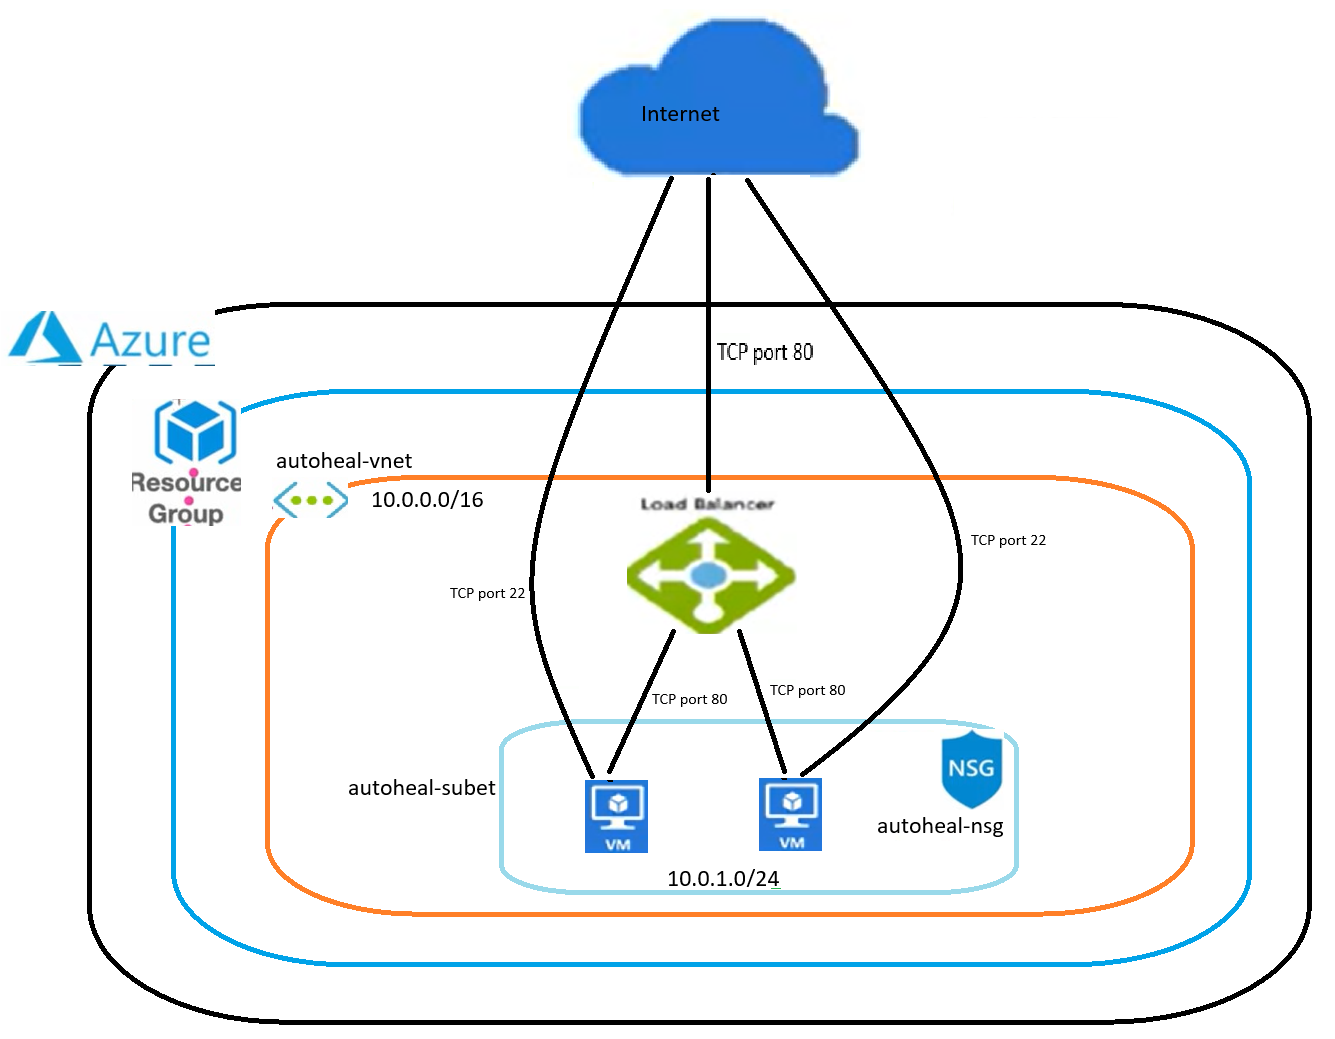 Internet
Azure
TCP port 80
Resource
Group
autoheal-vnet
10.0.0.0/16
Load Balancer
TCP port 22
TCP port 22
TCP port 80
TCP port 80
autoheal-subet
NSG
autoheal-nsg
VM
VM
10.0.1.0/24